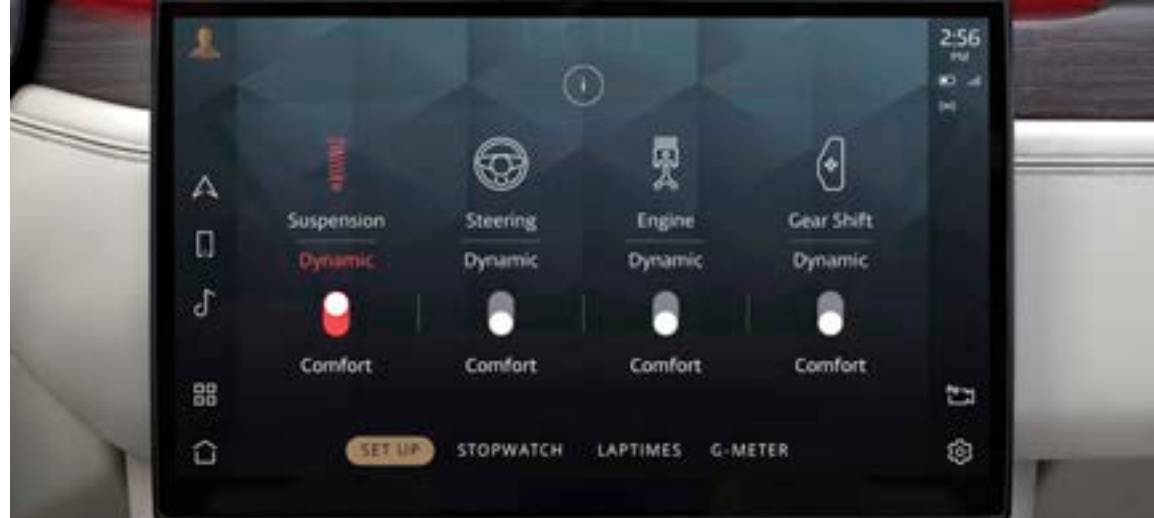 2:56
PM
i
Suspension Steering Engine Gear Shift
Dynamic Dynamic Dynamic Dynamic
Comfort Comfort Comfort Comfort
SET UP STOPWATCH LAPTIMES G-METER